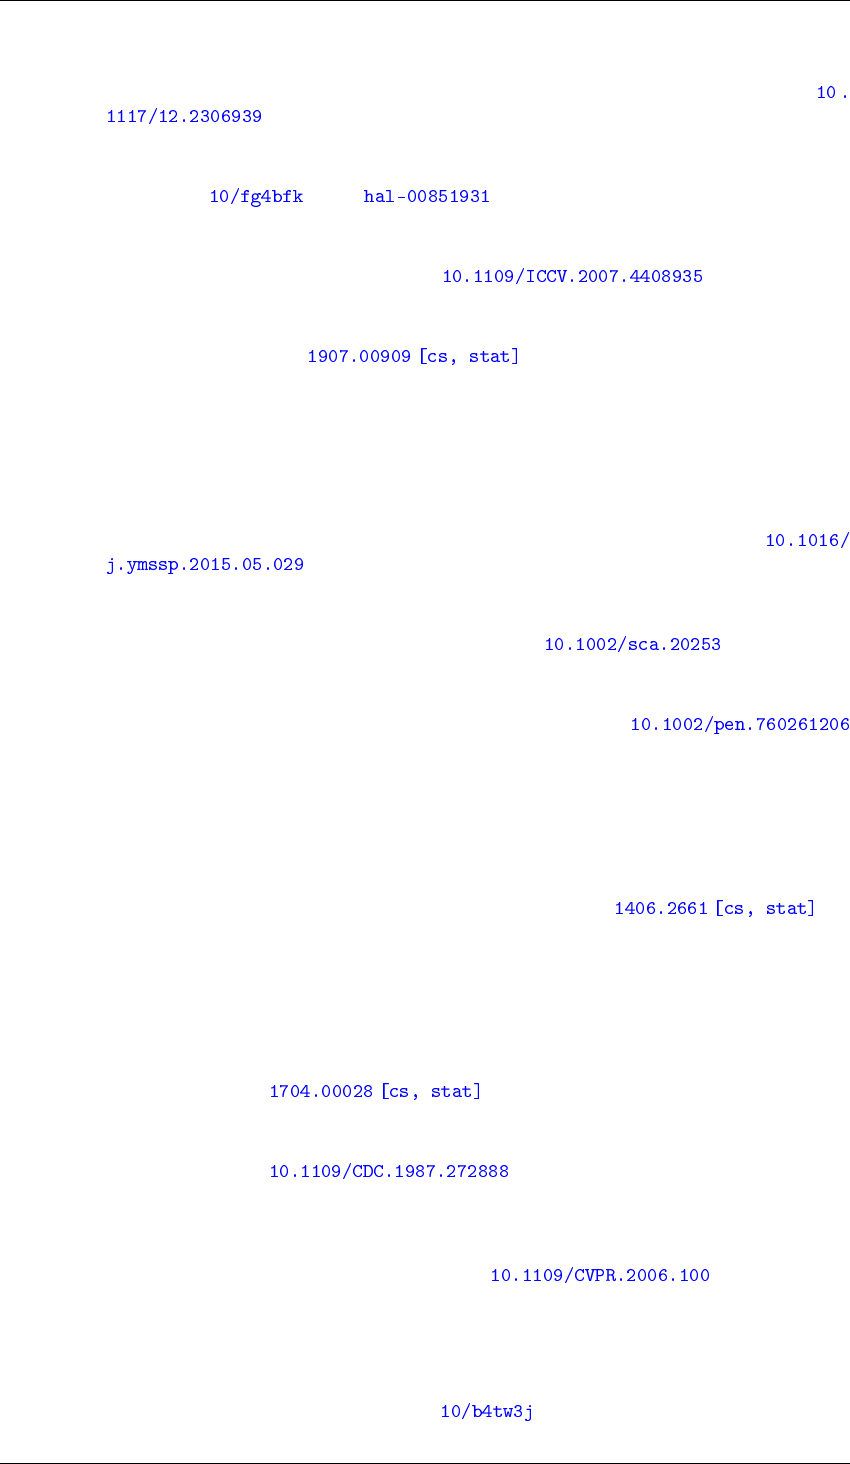 10.
1117/12.2306939
10/fg4bfk hal-00851931
10.1109/ICCV.2007.4408935
1907.00909 [cs, stat]
10.1016/
j.ymssp.2015.05.029
10.1002/sca.20253
10.1002/pen.760261206
1406.2661 [cs, stat]
1704.00028 [cs, stat]
10.1109/CDC.1987.272888
10.1109/CVPR.2006.100
10/b4tw3j